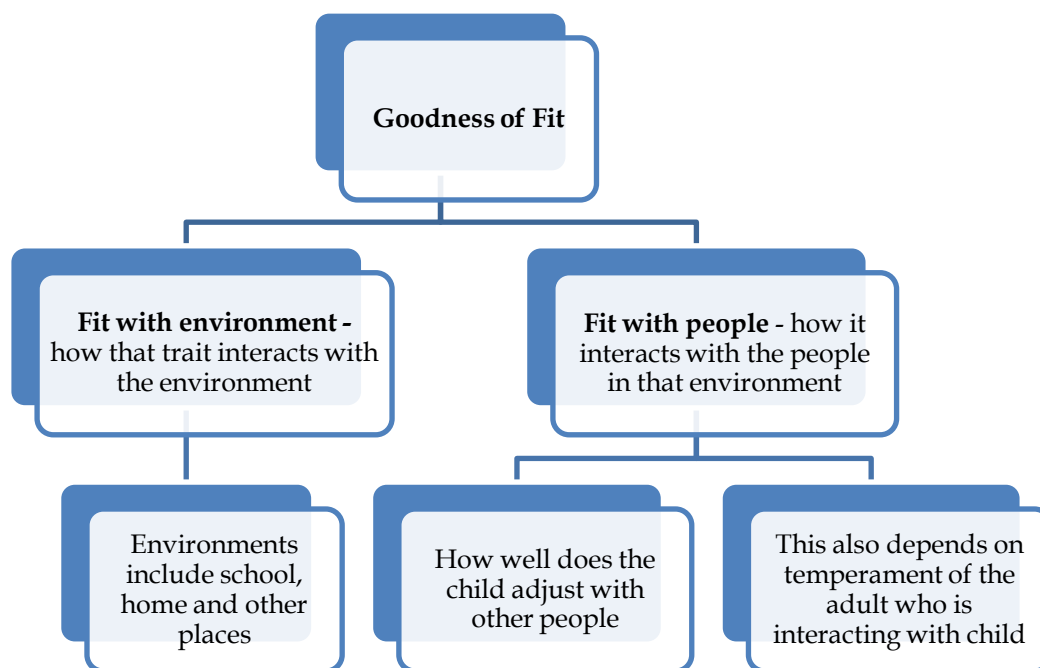 Goodness of Fit
Fit with environment -
how that trait interacts with
the environment
Fit with people - how it
interacts with the people
in that environment
Environments
include school,
home and other
places
How well does the
child adjust with
other people
This also depends on
temperament of the
adult who is
interacting with child